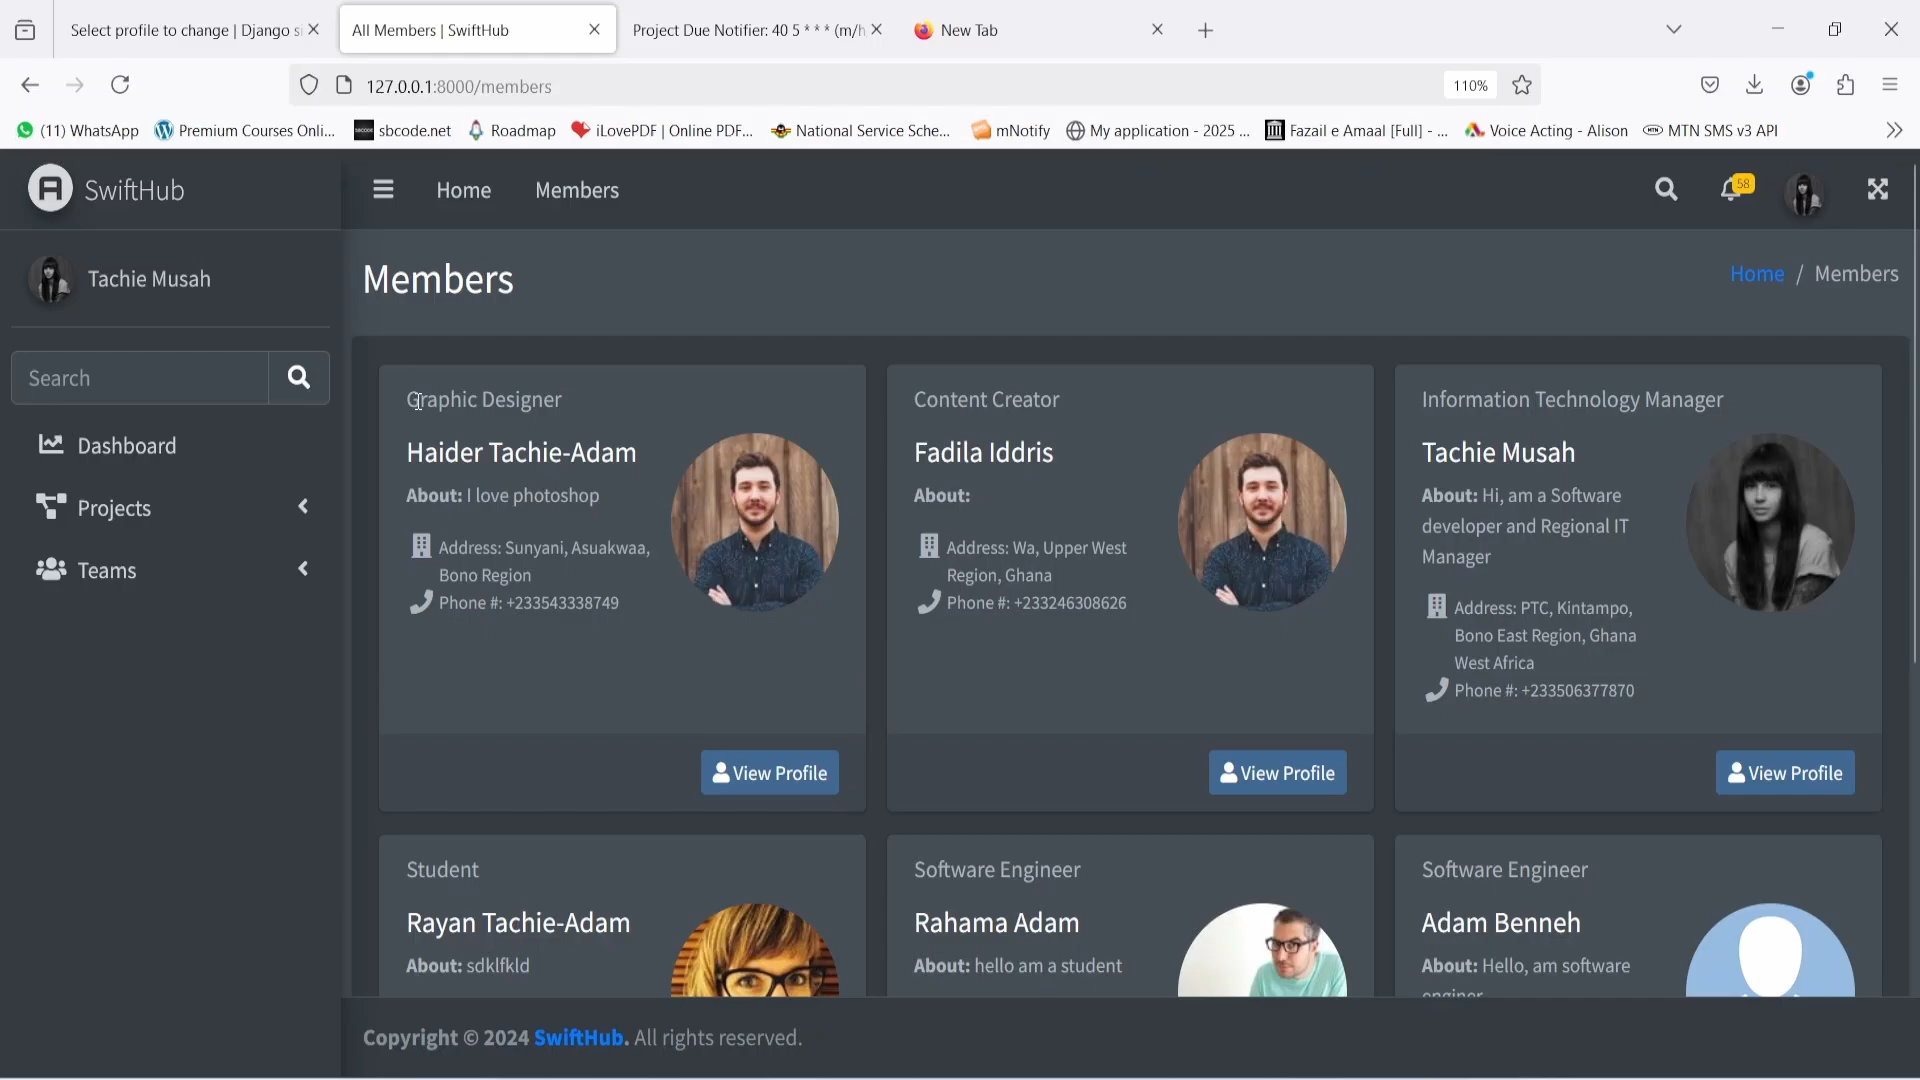 Select profile to change | Django si
All Members | SwiftHub
Project Due Notifier: 40 5 * * * (m/h
New Tab
127.0.0.1:8000/members
110%
(11) WhatsApp
Premium Courses Onli...
sbcode.net
Roadmap
iLovePDF | Online PDF...
National Service Sche...
mNotify
My application - 2025 ...
Fazail e Amaal [Full] - ...
Voice Acting - Alison
MTN SMS v3 API
SwiftHub
Home
Members
58
Tachie Musah
Search
Dashboard
Projects
Teams
Members
Home / Members
Graphic Designer
Haider Tachie-Adam
About: I love photoshop
Address: Sunyani, Asuakwaa,
Bono Region
Phone #: +233543338749
View Profile
Content Creator
Fadila Iddris
About:
Address: Wa, Upper West
Region, Ghana
Phone #: +233246308626
View Profile
Information Technology Manager
Tachie Musah
About: Hi, am a Software
developer and Regional IT
Manager
Address: PTC, Kintampo,
Bono East Region, Ghana
West Africa
Phone #: +233506377870
View Profile
Student
Rayan Tachie-Adam
About: sdklfkld
Software Engineer
Rahama Adam
About: hello am a student
Software Engineer
Adam Benneh
About: Hello, am software
enginer
Copyright © 2024 SwiftHub. All rights reserved.